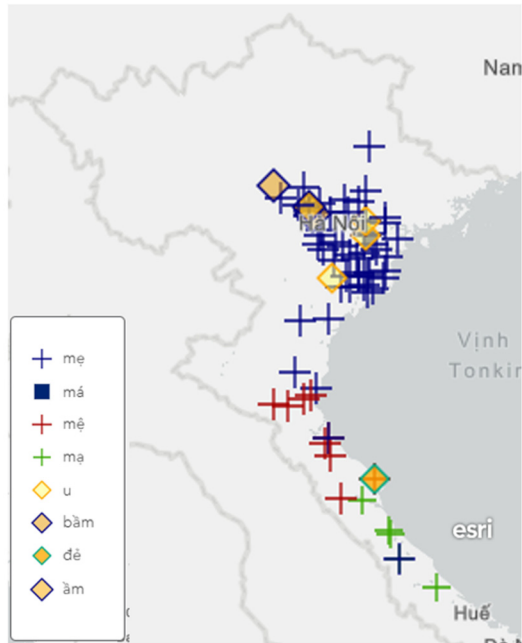 Nam
Hà Nội
Vịnh
Tonkin
mẹ
má
mệ
mạ
u
bầm
đẻ
ầm
esri
Huế